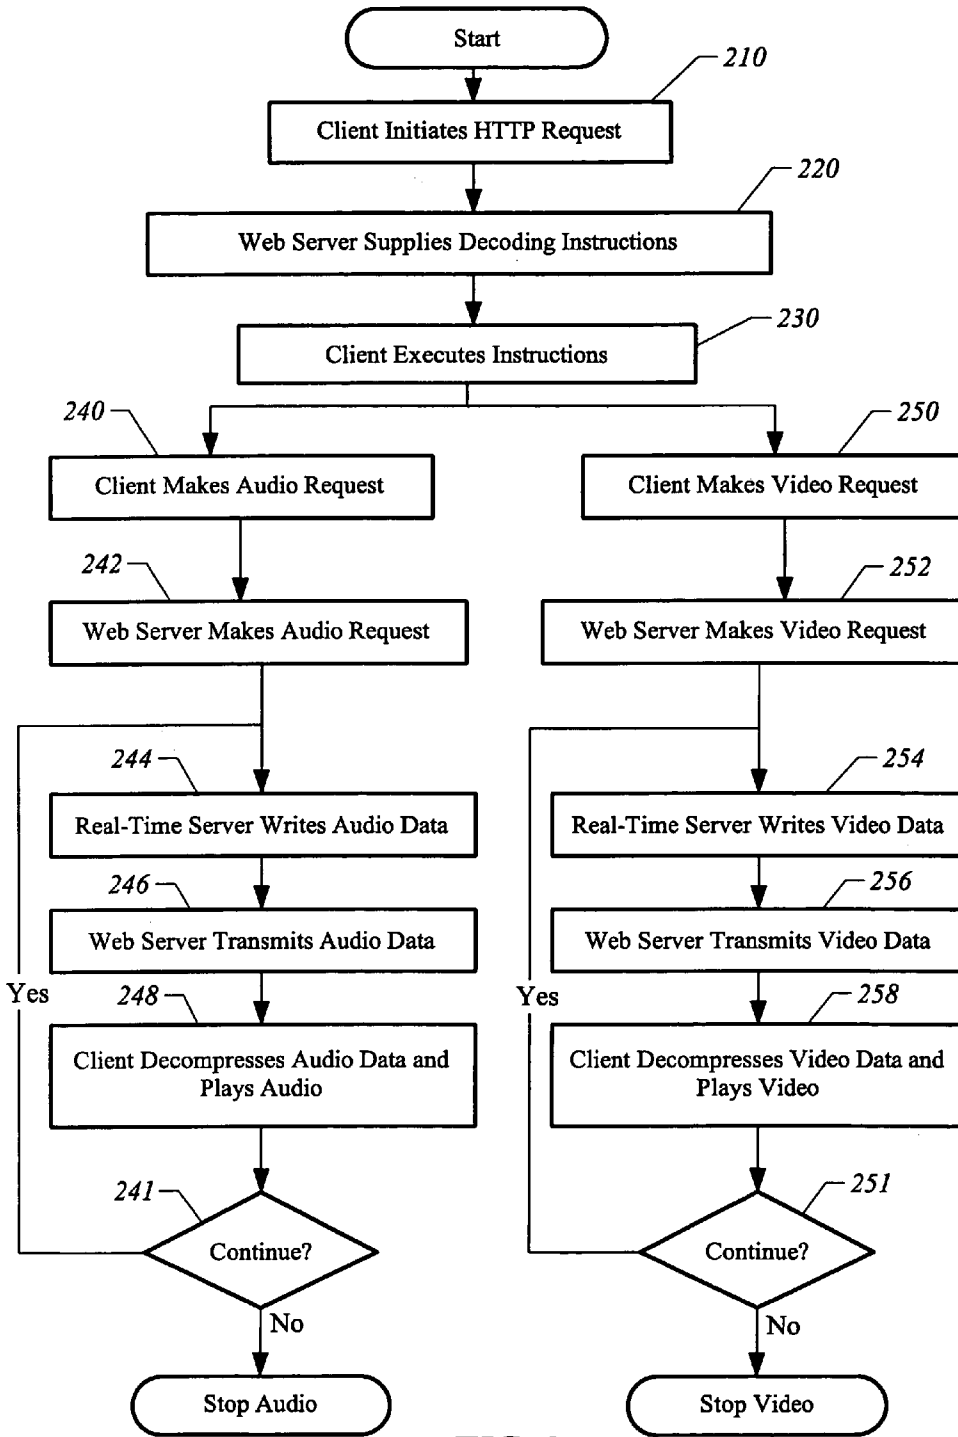 Start
210
Client Initiates HTTP Request
220
Web Server Supplies Decoding Instructions
230
Client Executes Instructions
240
Client Makes Audio Request
242
Web Server Makes Audio Request
244
Real-Time Server Writes Audio Data
246
Web Server Transmits Audio Data
Yes
248
Client Decompresses Audio Data and
Plays Audio
241
Continue?
No
Stop Audio
250
Client Makes Video Request
252
Web Server Makes Video Request
254
Real-Time Server Writes Video Data
256
Web Server Transmits Video Data
Yes
258
Client Decompresses Video Data and
Plays Video
251
Continue?
No
Stop Video